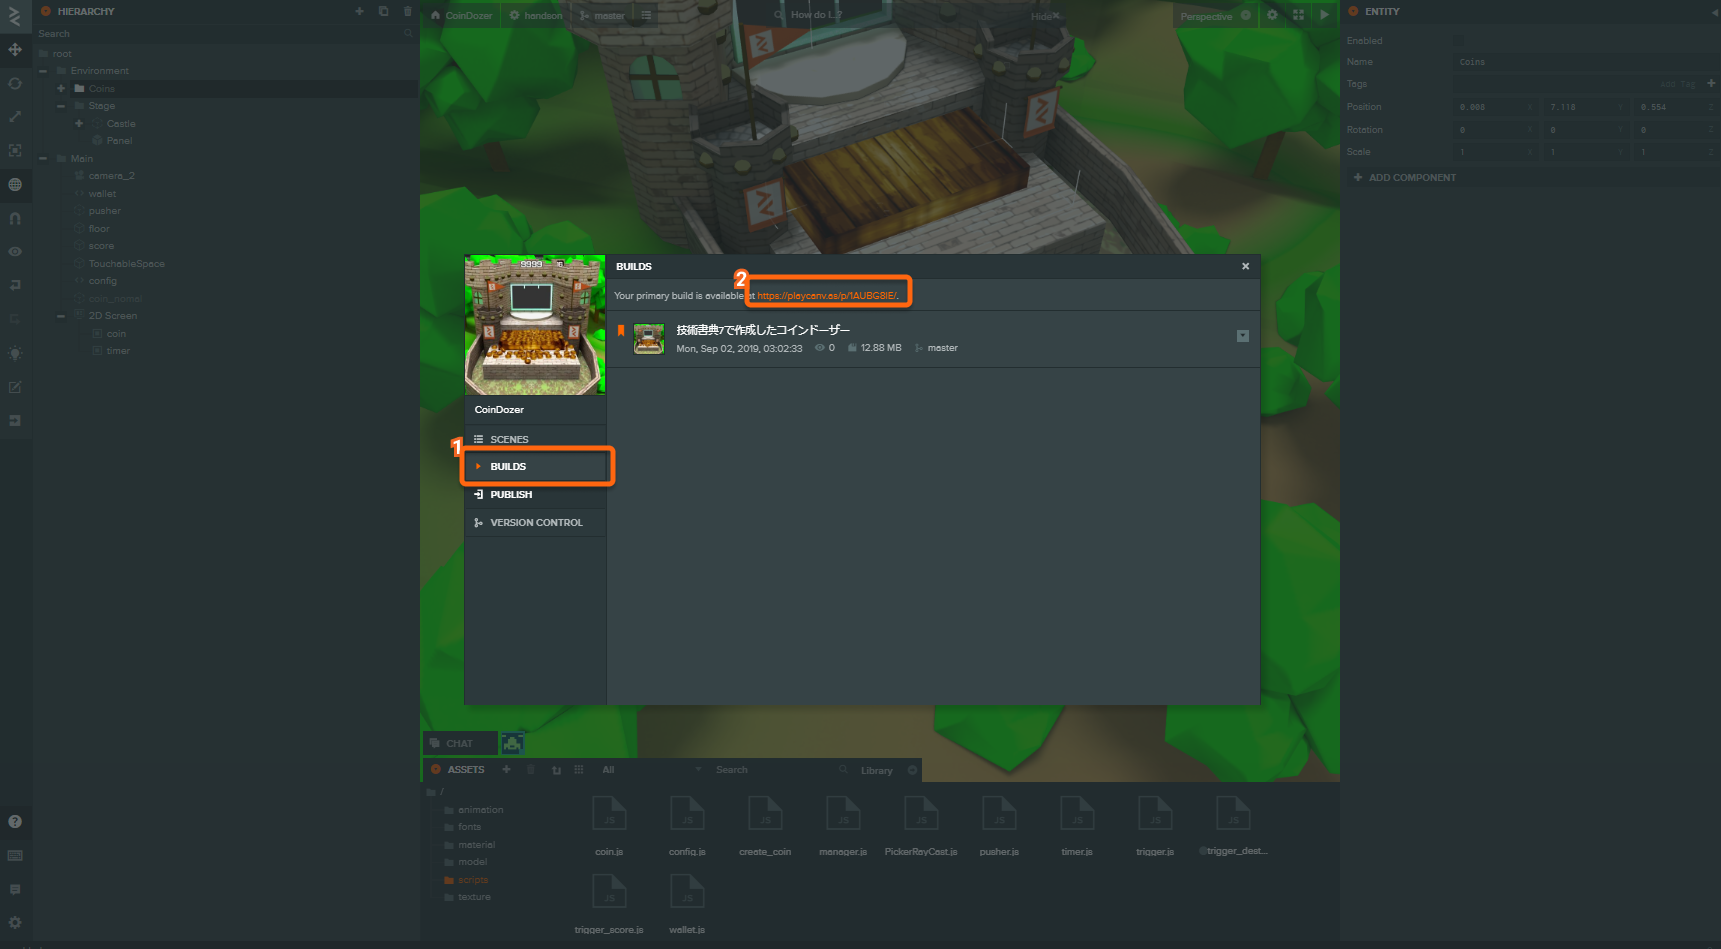 HIERARCHY
Search
root
Environment
Coins
Stage
Castle
Panel
Main
camera_2
wallet
pusher
floor
score
TouchableSpace
config
coin_nomal
2D Screen
coin
timer
CoinDozer
handson
master
How do I...?
Hide
Perspective
ENTITY
Enabled
Name
Coins
Tags
Add Tag
Position
0.008
X
7.118
Y
0.554
Z
Rotation
0
X
0
Y
0
Z
Scale
1
X
1
Y
1
Z
ADD COMPONENT
9999
10
CoinDozer
SCENES
1
BUILDS
PUBLISH
VERSION CONTROL
BUILDS
2
Your primary build is available at https://playcanv.as/p/1AUBG8IE/.
技術書典7で作成したコインドーザー
Mon, Sep 02, 2019, 03:02:33
0
12.88 MB
master
CHAT
ASSETS
All
Search
Library
/
animation
fonts
material
model
scripts
texture
JS
JS
JS
JS
JS
JS
JS
JS
JS
coin.js
config.js
create_coin
manager.js
PickerRayCast.js
pusher.js
timer.js
trigger.js
trigger_dest...
JS
JS
trigger_score.js
wallet.js